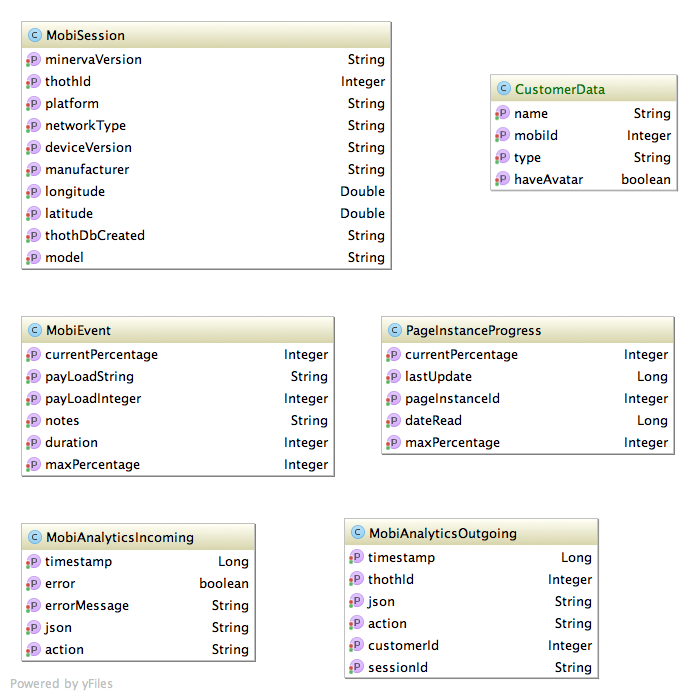 C MobiSession
P minervaVersion String
P thothId Integer
P platform String
P networkType String
P deviceVersion String
P manufacturer String
P longitude Double
P latitude Double
P thothDbCreated String
P model String
C CustomerData
P name String
P mobiId Integer
P type String
P haveAvatar boolean
C MobiEvent
P currentPercentage Integer
P payLoadString String
P payLoadInteger Integer
P notes String
P duration Integer
P maxPercentage Integer
C PageInstanceProgress
P currentPercentage Integer
P lastUpdate Long
P pageInstanceId Integer
P dateRead Long
P maxPercentage Integer
C MobiAnalyticsIncoming
P timestamp Long
P error boolean
P errorMessage String
P json String
P action String
C MobiAnalyticsOutgoing
P timestamp Long
P thothId Integer
P json String
P action String
P customerId Integer
P sessionId String
Powered by yFiles